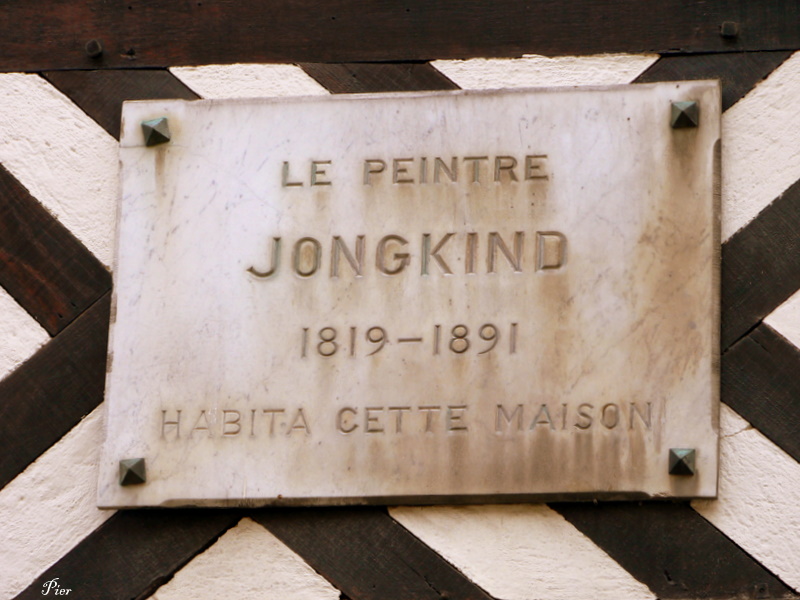 LE PEINTRE
JONGKIND
1819-1891
HABITA CETTE MAISON
Pier